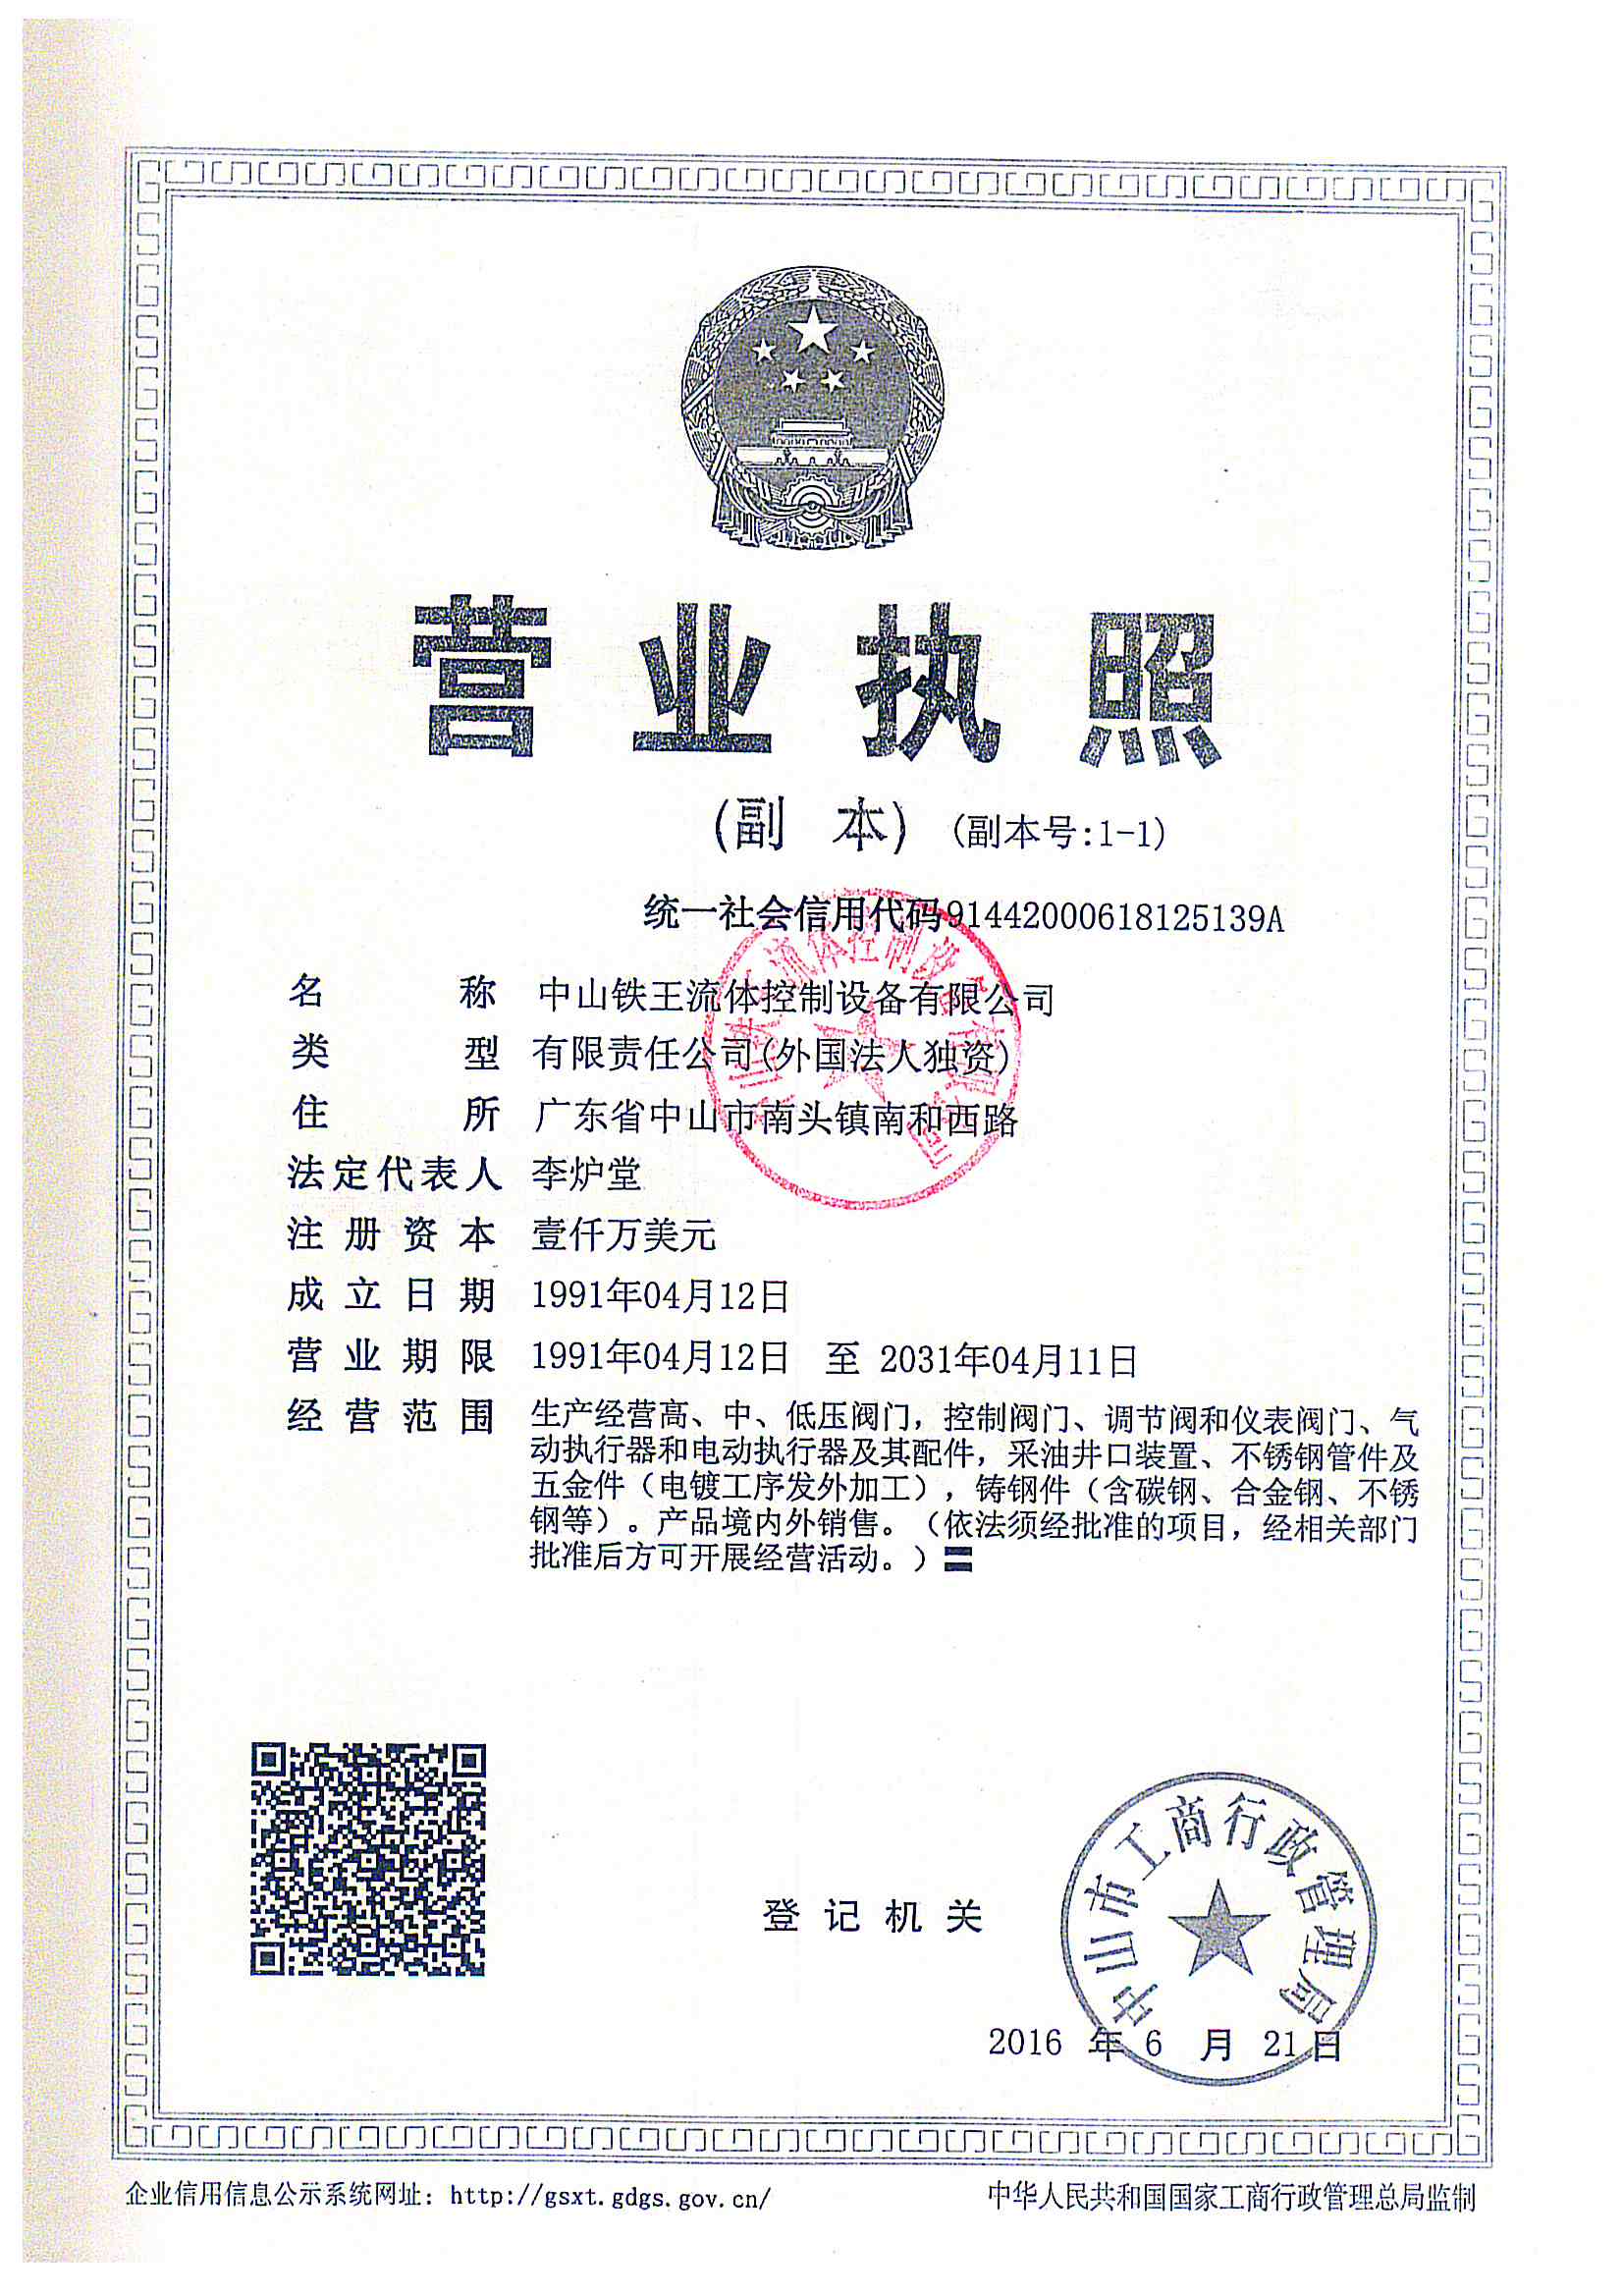 营业执照
(副 本) (副本号:1-1)
统一社会信用代码91442000618125139A
名 称 中山铁王流体控制设备有限公司
类 型 有限责任公司(外国法人独资)
住 所 广东省中山市南头镇南和西路
法定代表人 李炉堂
注册资本 壹仟万美元
成立日期 1991年04月12日
营业期限 1991年04月12日 至 2031年04月11日
经营范围 生产经营高、中、低压阀门，控制阀门、调节阀和仪表阀门、气
动执行器和电动执行器及其配件，采油井口装置、不锈钢管件及
五金件（电镀工序发外加工），铸钢件（含碳钢、合金钢、不锈
钢等）。产品境内外销售。（依法须经批准的项目，经相关部门
批准后方可开展经营活动。）〓
登记机关
中山市工商行政管理局
2016 年 6 月 21日
企业信用信息公示系统网址：http://gsxt.gdgs.gov.cn/
中华人民共和国国家工商行政管理总局监制